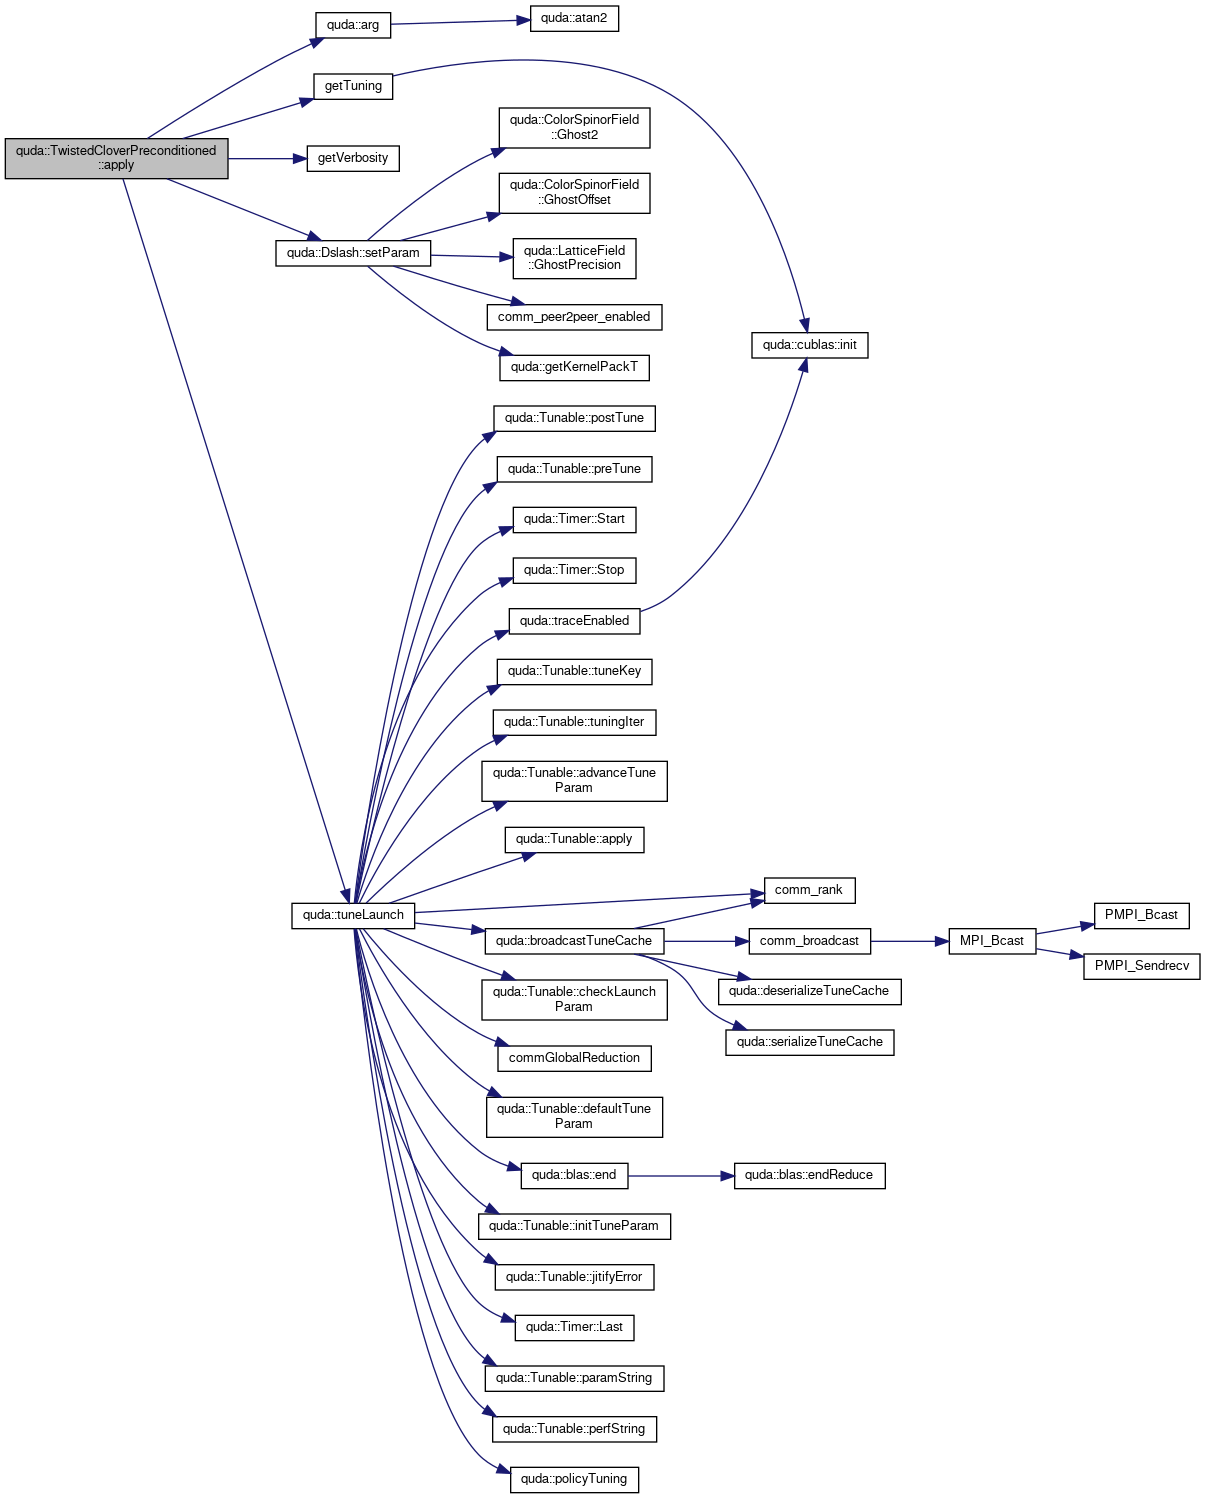 quda::arg
quda::atan2
getTuning
quda::TwistedCloverPreconditioned
::apply
getVerbosity
quda::Dslash::setParam
quda::ColorSpinorField
::Ghost2
quda::ColorSpinorField
::GhostOffset
quda::LatticeField
::GhostPrecision
comm_peer2peer_enabled
quda::getKernelPackT
quda::cublas::init
quda::Tunable::postTune
quda::Tunable::preTune
quda::Timer::Start
quda::Timer::Stop
quda::traceEnabled
quda::Tunable::tuneKey
quda::Tunable::tuningIter
quda::Tunable::advanceTune
Param
quda::Tunable::apply
quda::tuneLaunch
comm_rank
quda::broadcastTuneCache
comm_broadcast
MPI_Bcast
PMPI_Bcast
PMPI_Sendrecv
quda::deserializeTuneCache
quda::serializeTuneCache
quda::Tunable::checkLaunch
Param
commGlobalReduction
quda::Tunable::defaultTune
Param
quda::blas::end
quda::blas::endReduce
quda::Tunable::initTuneParam
quda::Tunable::jitifyError
quda::Timer::Last
quda::Tunable::paramString
quda::Tunable::perfString
quda::policyTuning